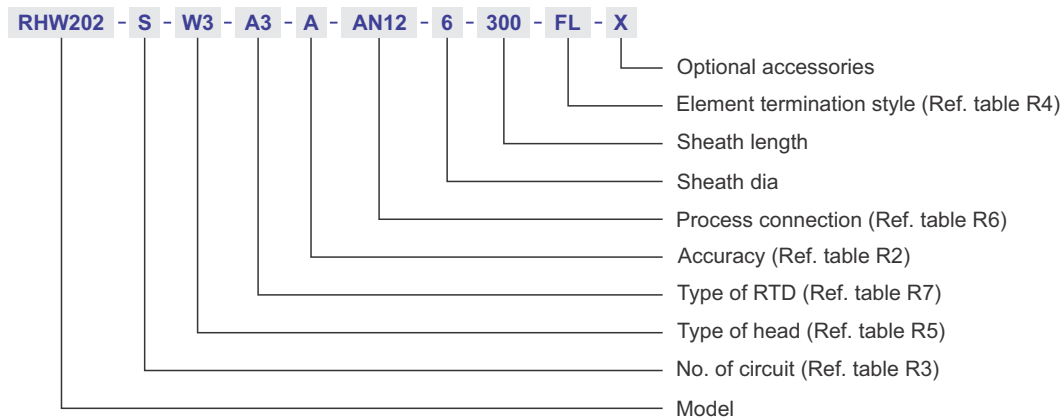 RHW202 - S - W3 - A3 - A - AN12 - 6 - 300 - FL - X
Optional accessories
Element termination style (Ref. table R4)
Sheath length
Sheath dia
Process connection (Ref. table R6)
Accuracy (Ref. table R2)
Type of RTD (Ref. table R7)
Type of head (Ref. table R5)
No. of circuit (Ref. table R3)
Model